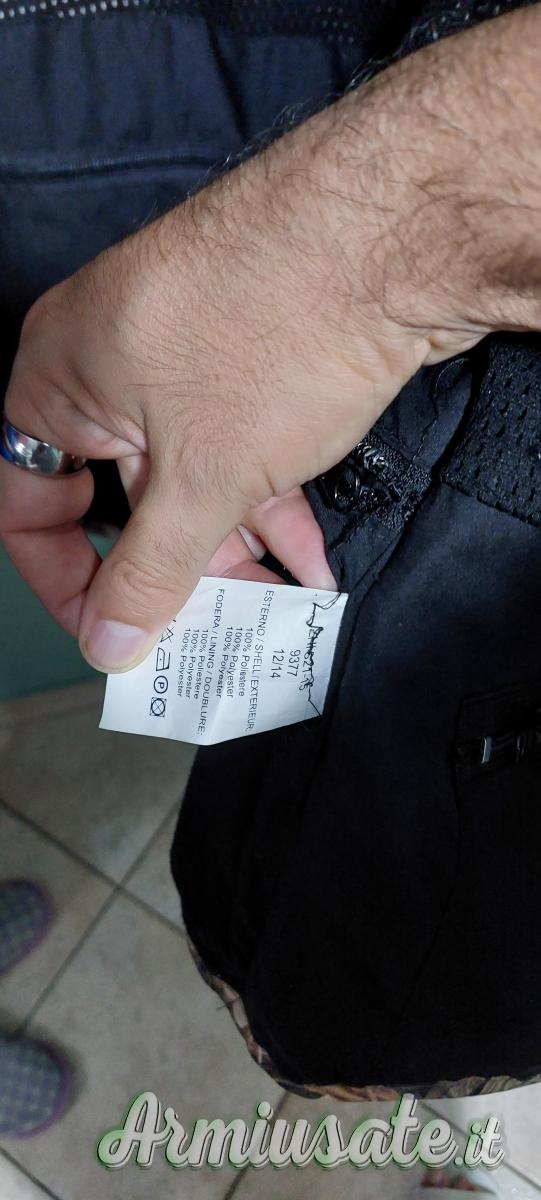 9377
12/14
ESTERNO / SHELL / EXTERIEUR:
100% Poliestere
100% Polyester
100% Polyester
FODERA / LINING / DOUBLURE:
100% Poliestere
100% Polyester
100% Polyester
Armiusate.it